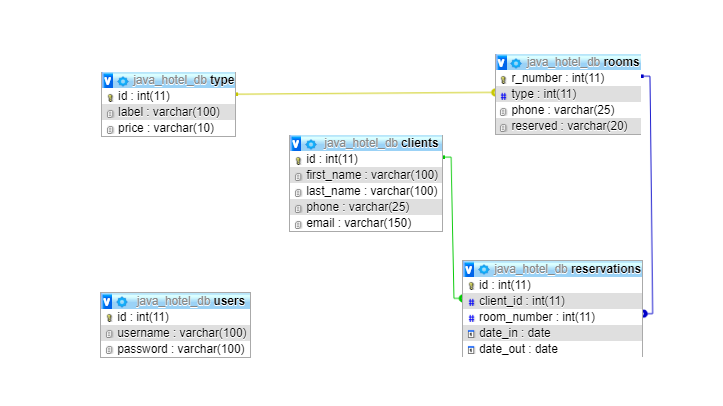 java_hotel_db type
id : int(11)
label : varchar(100)
price : varchar(10)
java_hotel_db rooms
r_number : int(11)
type : int(11)
phone : varchar(25)
reserved : varchar(20)
java_hotel_db clients
id : int(11)
first_name : varchar(100)
last_name : varchar(100)
phone : varchar(25)
email : varchar(150)
java_hotel_db users
id : int(11)
username : varchar(100)
password : varchar(100)
java_hotel_db reservations
id : int(11)
client_id : int(11)
room_number : int(11)
date_in : date
date_out : date